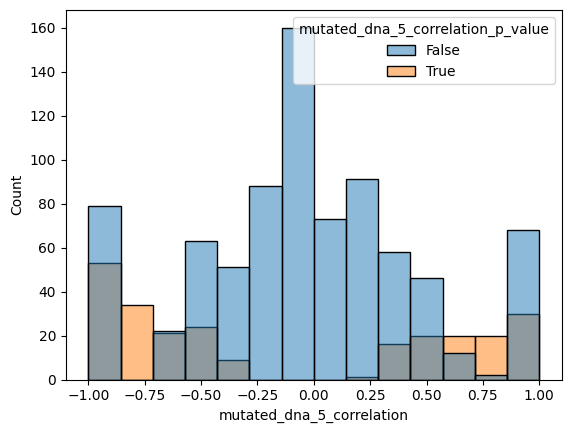 mutated_dna_5_correlation_p_value
False
True
160
140
120
100
80
60
40
20
0
Count
−1.00 −0.75 −0.50 −0.25 0.00 0.25 0.50 0.75 1.00
mutated_dna_5_correlation